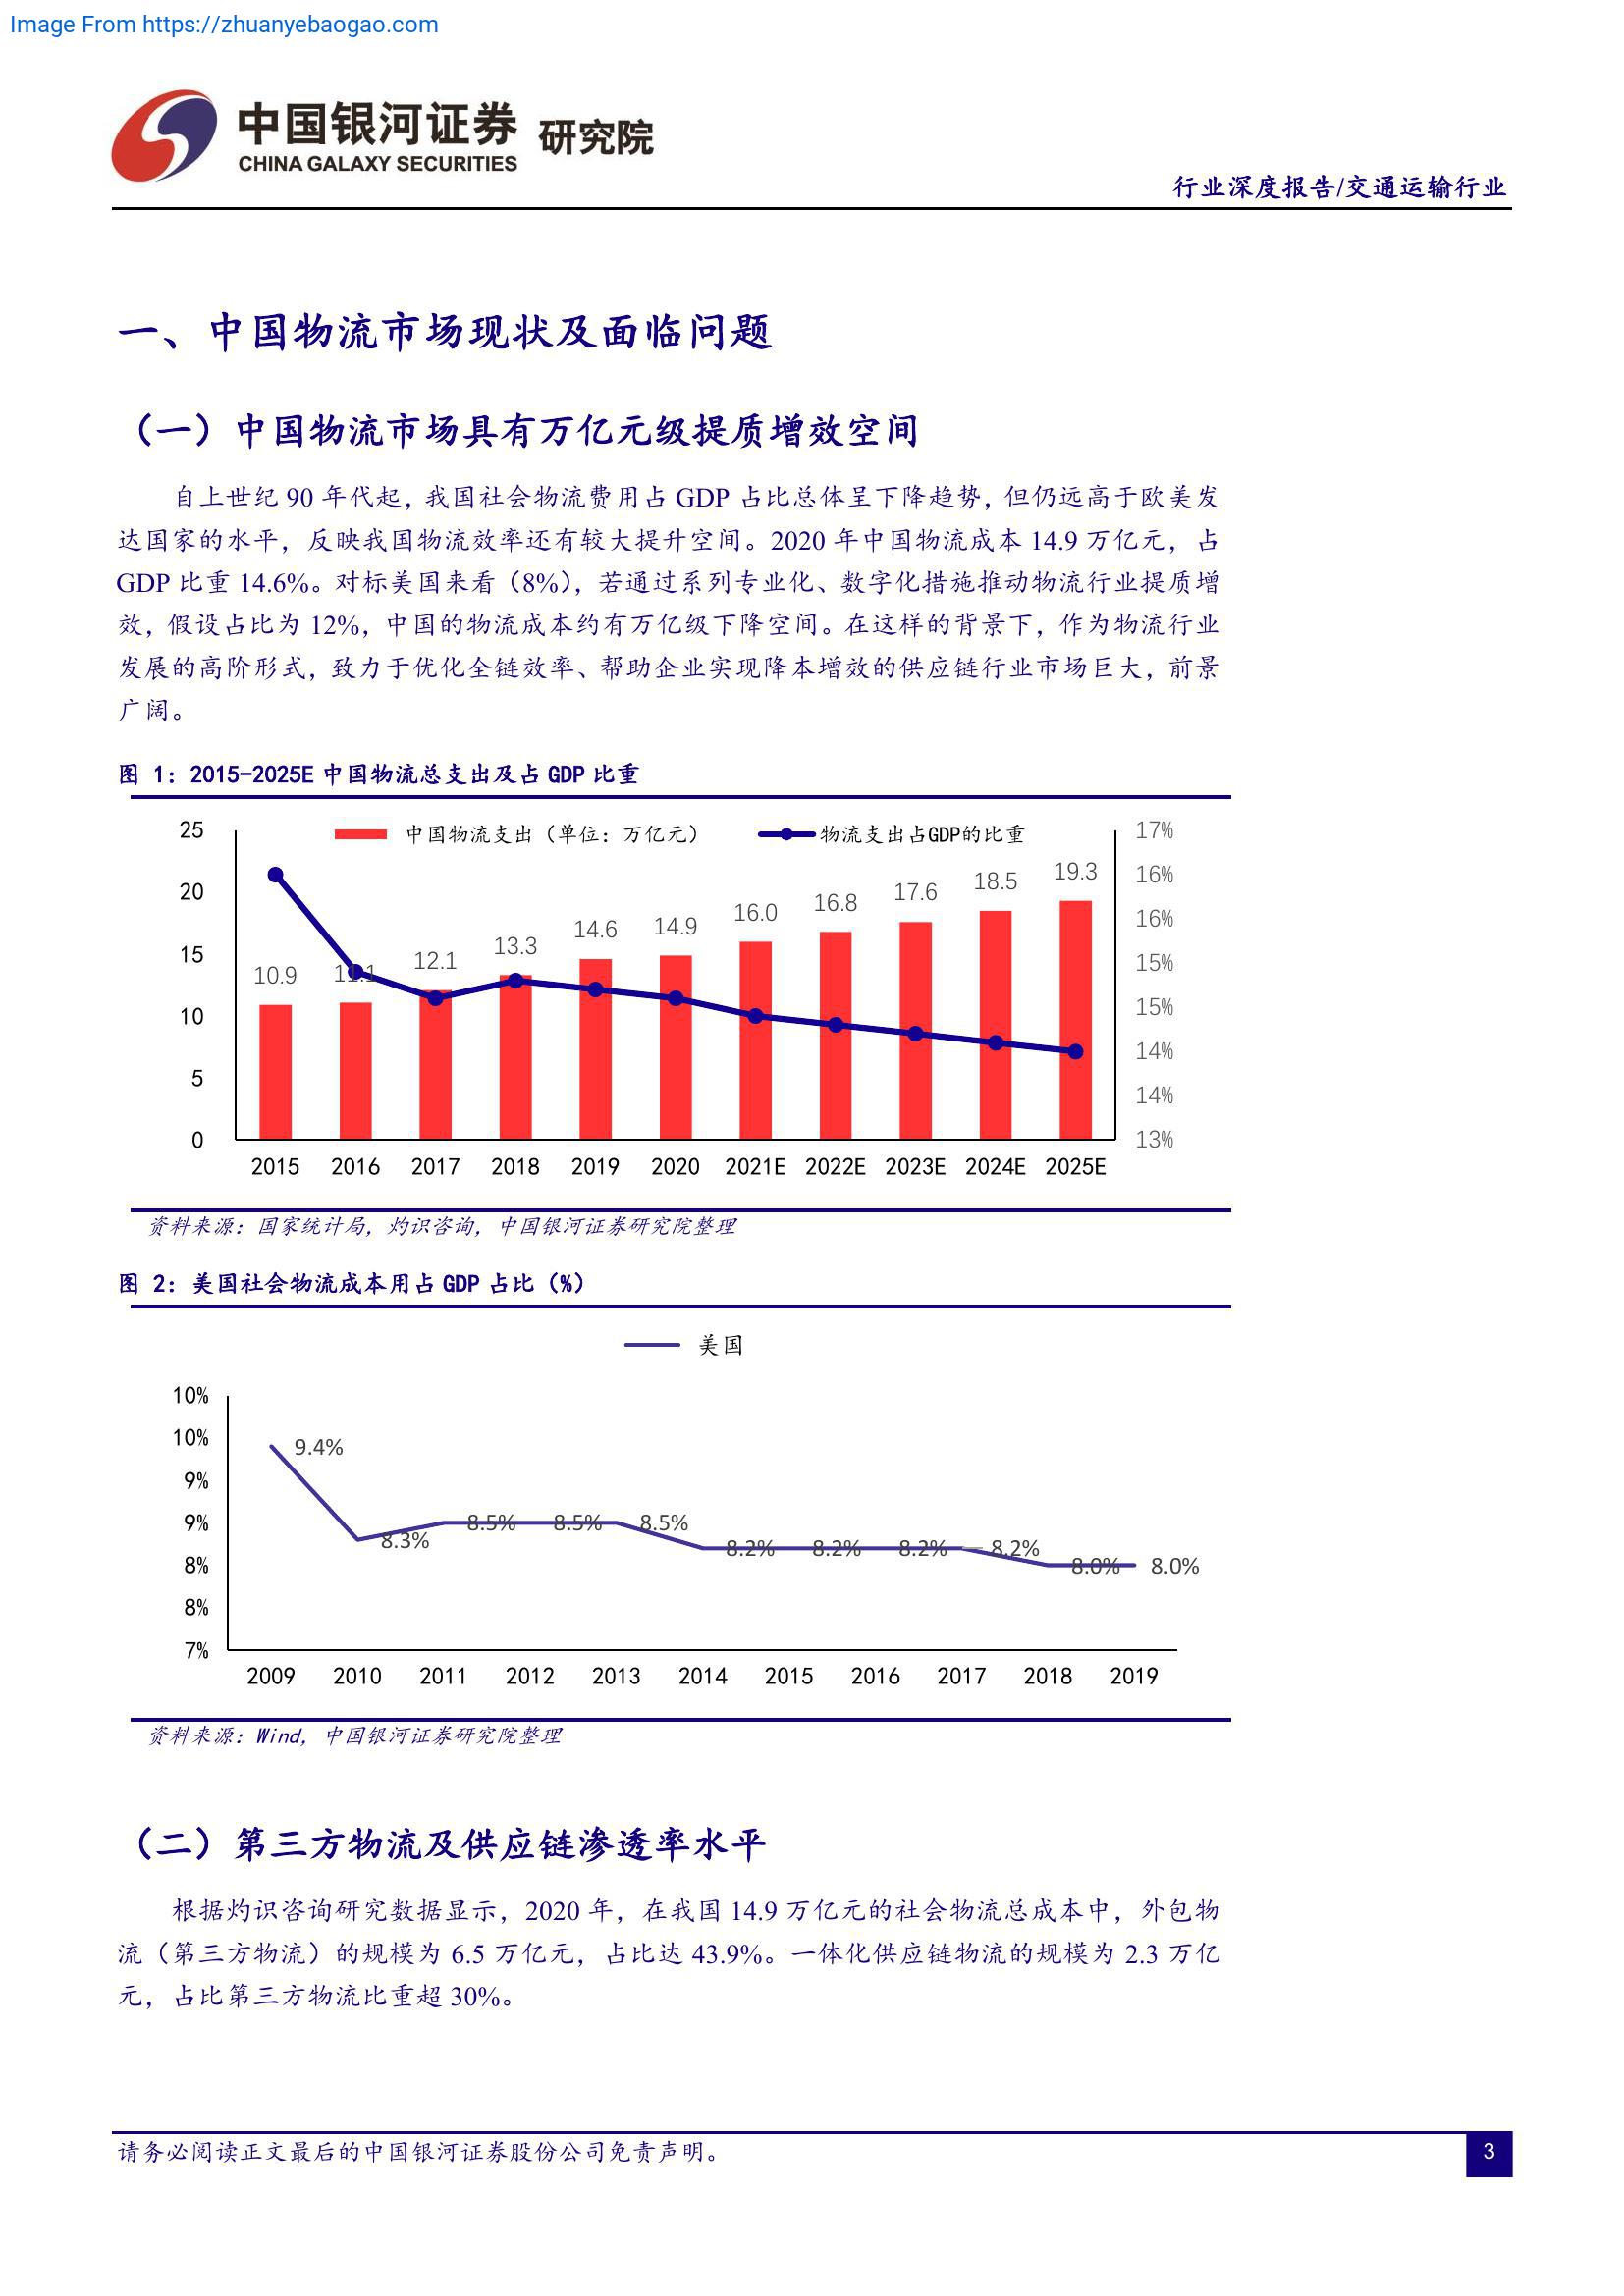 Image From https://zhuanyebaogao.com
中国银河证券 研究院
CHINA GALAXY SECURITIES
行业深度报告/交通运输行业
一、中国物流市场现状及面临问题
（一）中国物流市场具有万亿元级提质增效空间
自上世纪 90 年代起，我国社会物流费用占 GDP 占比总体呈下降趋势，但仍远高于欧美发
达国家的水平，反映我国物流效率还有较大提升空间。2020 年中国物流成本 14.9 万亿元，占
GDP 比重 14.6%。对标美国来看（8%），若通过系列专业化、数字化措施推动物流行业提质增
效，假设占比为 12%，中国的物流成本约有万亿级下降空间。在这样的背景下，作为物流行业
发展的高阶形式，致力于优化全链效率、帮助企业实现降本增效的供应链行业市场巨大，前景
广阔。
图 1：2015-2025E 中国物流总支出及占 GDP 比重
中国物流支出（单位：万亿元） 物流支出占GDP的比重
25
20
15
10
5
0
17%
16%
16%
15%
15%
14%
14%
13%
10.9 11.1 12.1 13.3 14.6 14.9 16.0 16.8 17.6 18.5 19.3
2015 2016 2017 2018 2019 2020 2021E 2022E 2023E 2024E 2025E
资料来源：国家统计局，灼识咨询，中国银河证券研究院整理
图 2：美国社会物流成本用占 GDP 占比（%）
美国
10%
10%
9%
9%
8%
8%
7%
9.4% 8.3% 8.5% 8.5% 8.5% 8.2% 8.2% 8.2% 8.2% 8.0% 8.0%
2009 2010 2011 2012 2013 2014 2015 2016 2017 2018 2019
资料来源：Wind，中国银河证券研究院整理
（二）第三方物流及供应链渗透率水平
根据灼识咨询研究数据显示，2020 年，在我国 14.9 万亿元的社会物流总成本中，外包物
流（第三方物流）的规模为 6.5 万亿元，占比达 43.9%。一体化供应链物流的规模为 2.3 万亿
元，占比第三方物流比重超 30%。
请务必阅读正文最后的中国银河证券股份公司免责声明。
3